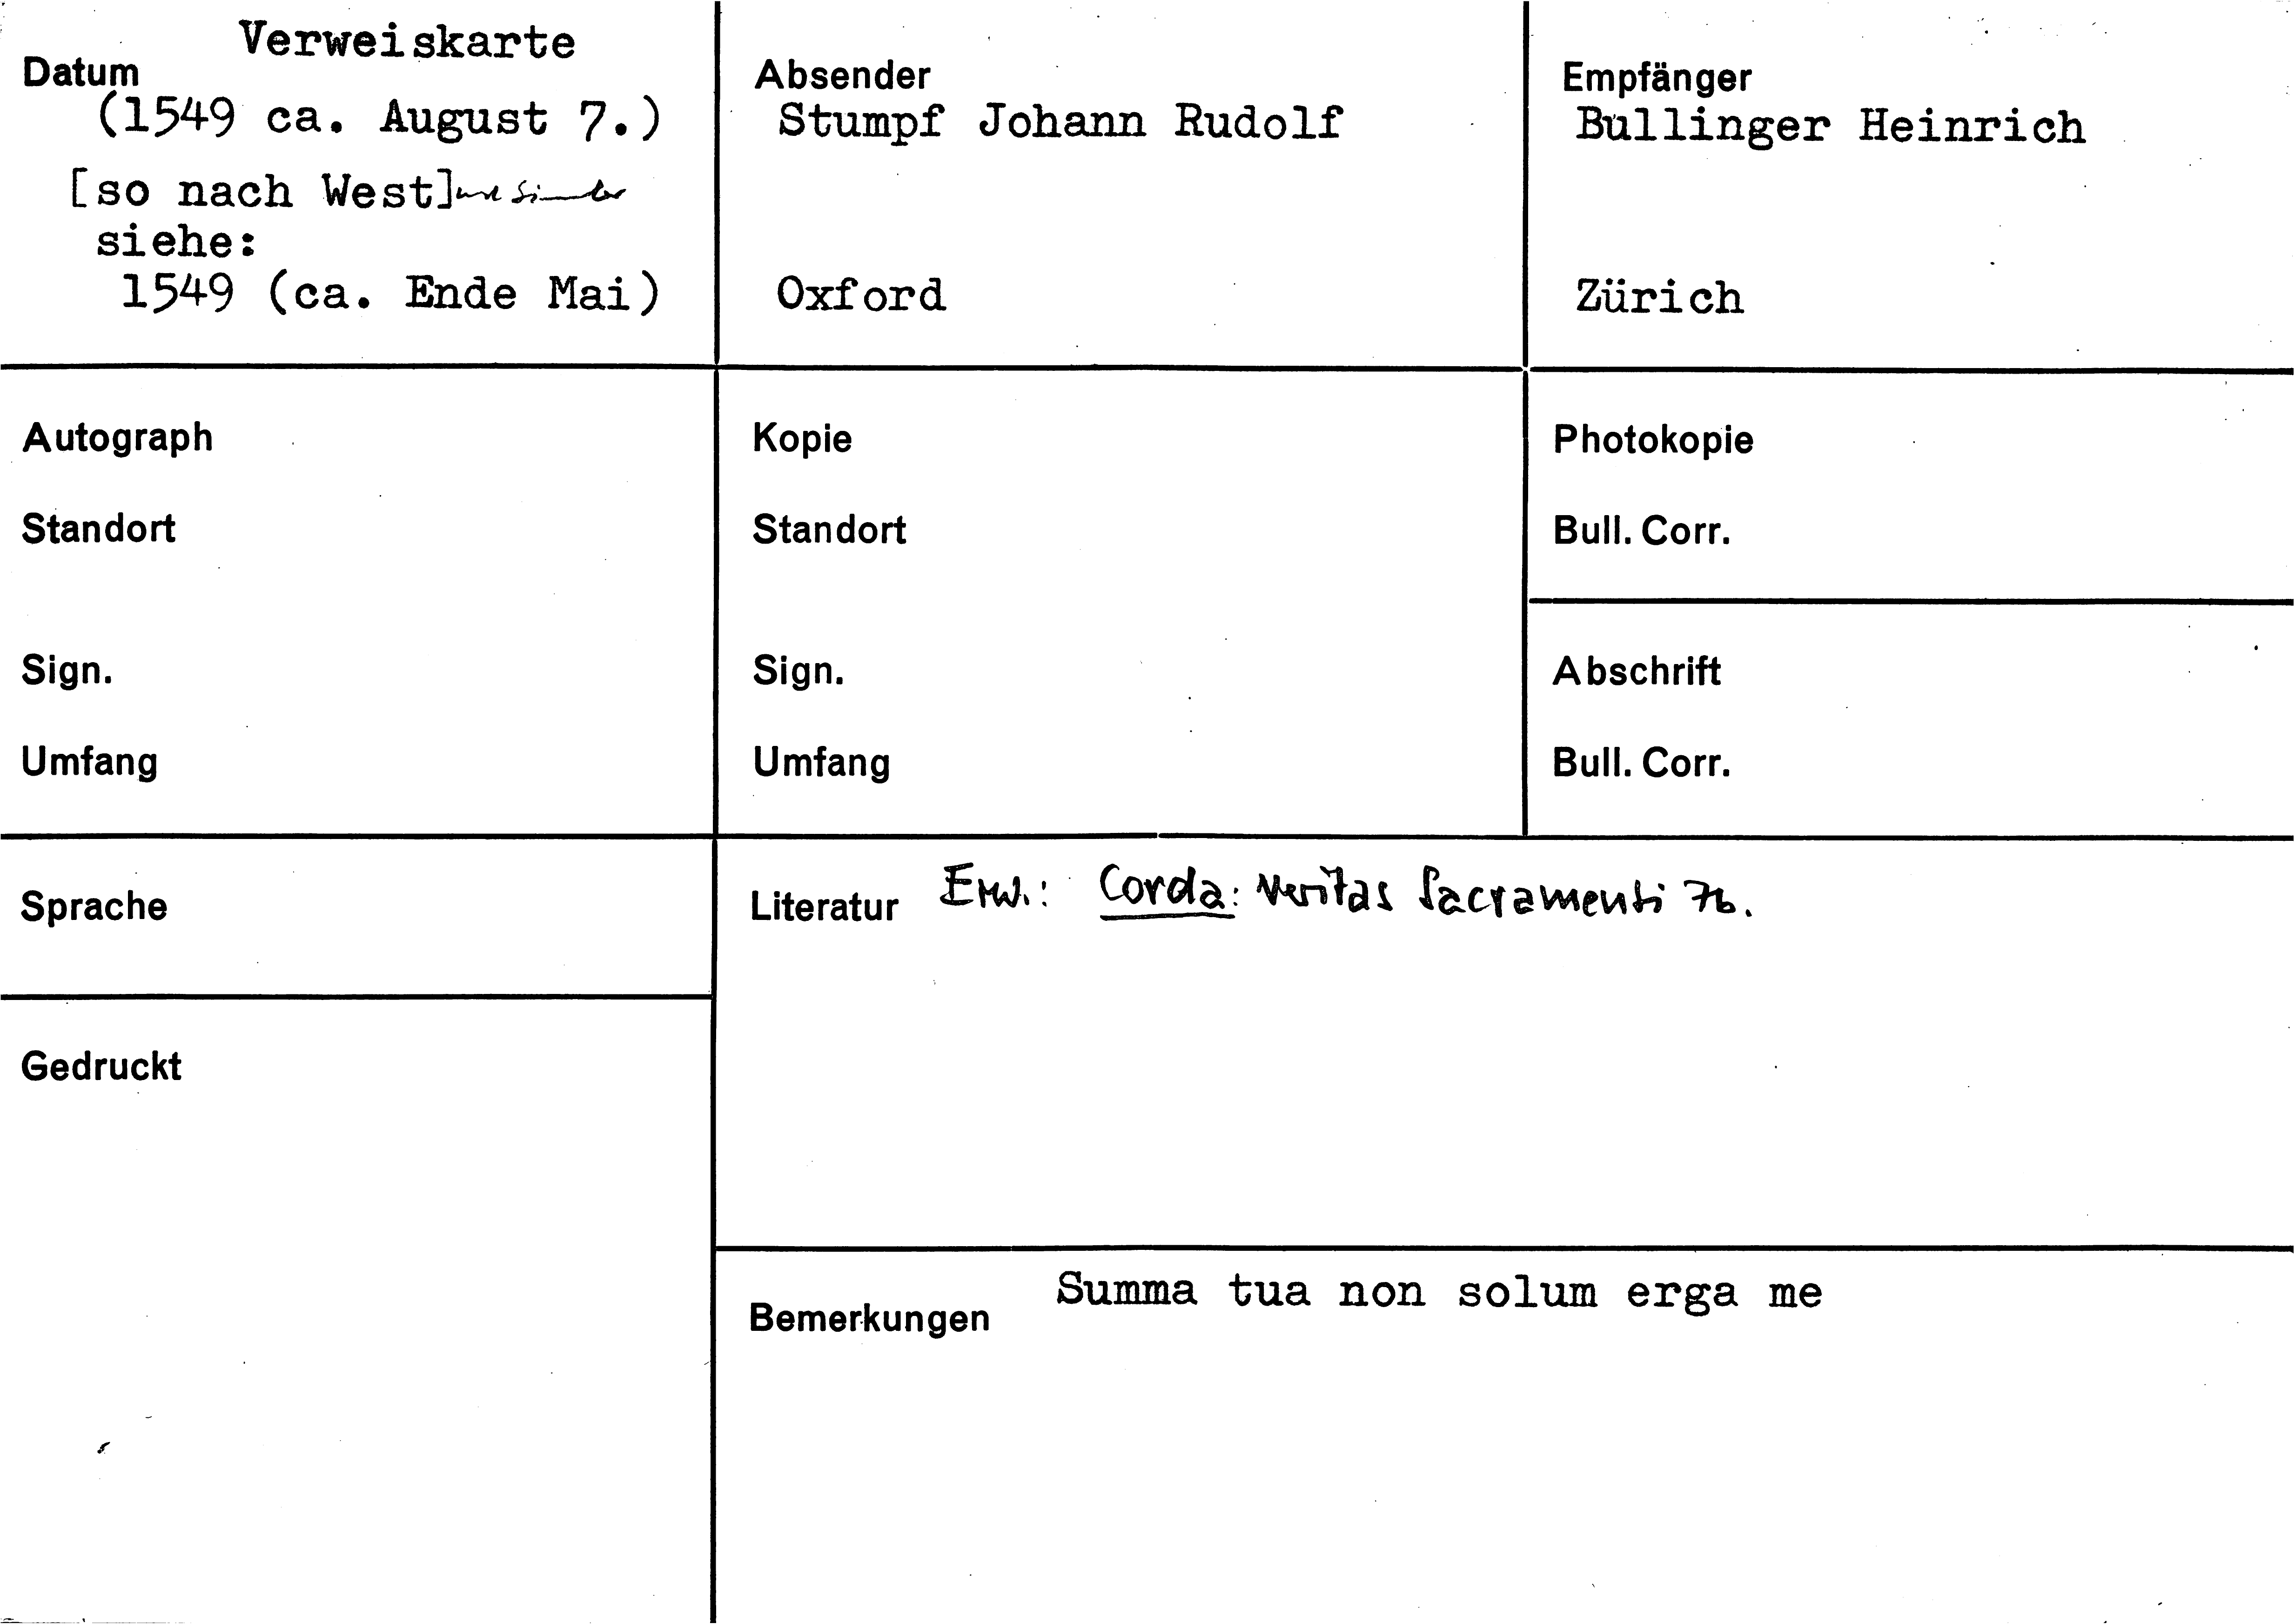 Verweiskarte
Datum
(1549 ca. August 7.)
[so nach West] und Simler
siehe:
1549 (ca. Ende Mai)
Absender
Stumpf Johann Rudolf
Oxford
Empfänger
Bullinger Heinrich
Zürich
Autograph
Standort
Sign.
Umfang
Kopie
Standort
Sign.
Umfang
Photokopie
Bull. Corr.
Abschrift
Bull. Corr.
Sprache
Gedruckt
Literatur Erw.: Corda: Veritas Sacramenti 76.
Bemerkungen Summa tua non solum erga me